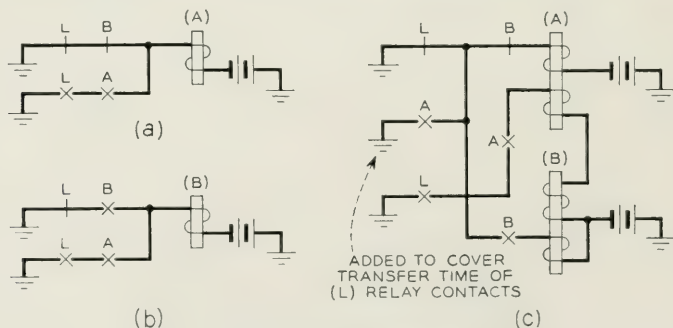 (A)
L B
L A
(a)
(B)
L B
L A
(b)
(A)
L B
A
A
(B)
L
B
ADDED TO COVER
TRANSFER TIME OF
(L) RELAY CONTACTS
(c)